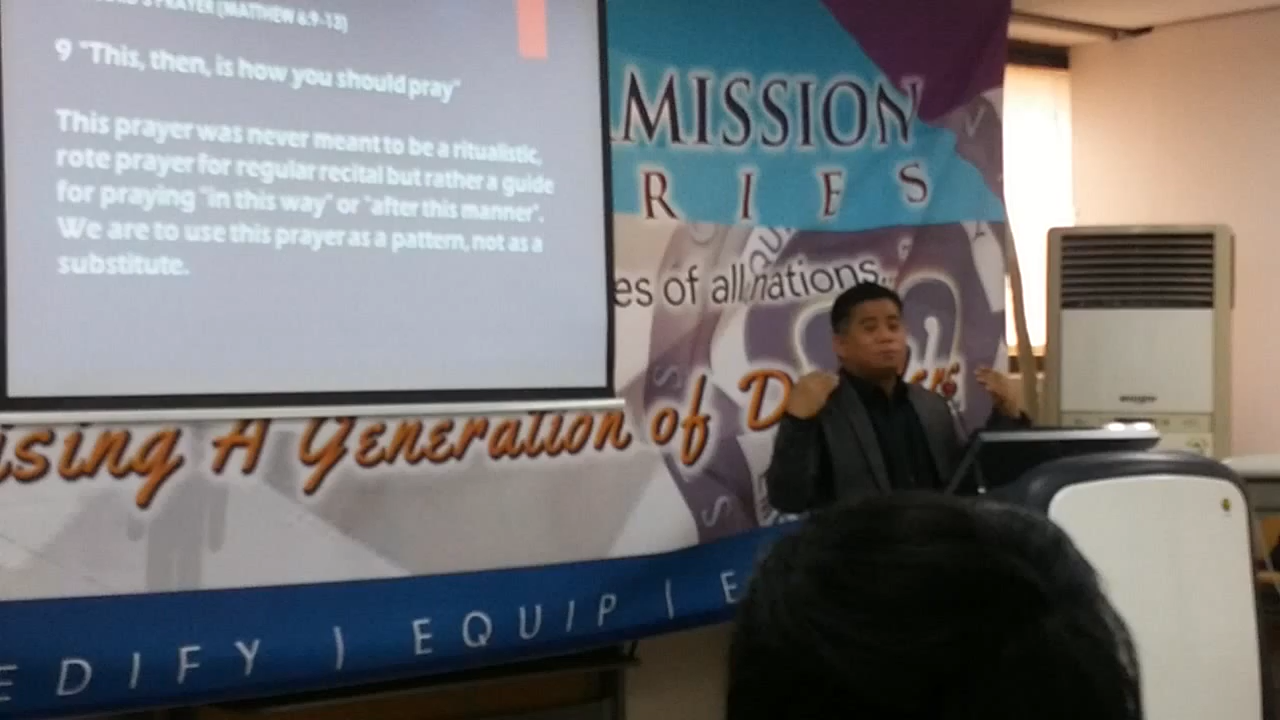 PRAYER (MATTHEW 6:9-13)
9 "This, then, is how you should pray"
This prayer was never meant to be a ritualistic,
rote prayer for regular recital but rather a guide
for praying "in this way" or "after this manner".
We are to use this prayer as a pattern, not as a
substitute.
MISSION
R I E S
es of all nations...
ising A Generation of D
EDIFY | EQUIP | E